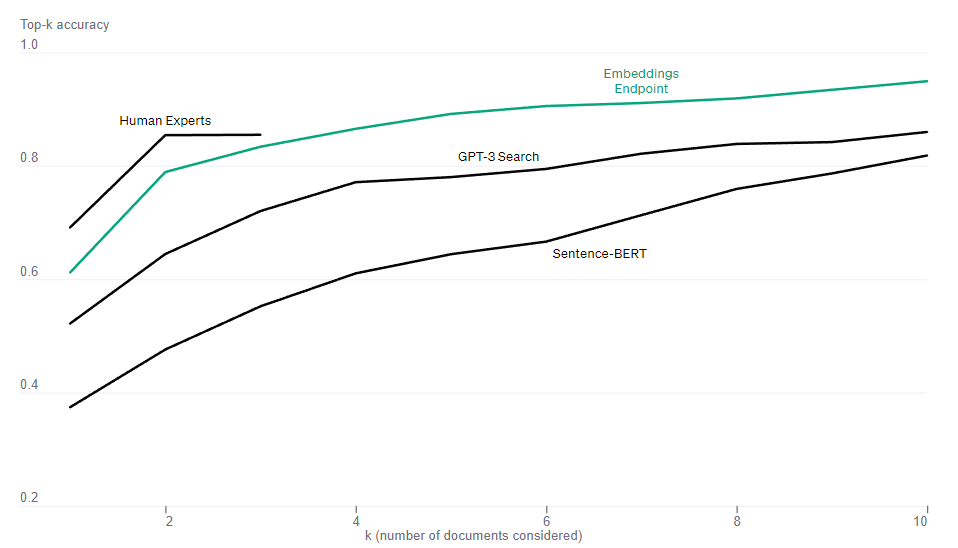 Top-k accuracy
1.0
Embeddings
Endpoint
Human Experts
0.8
GPT-3 Search
Sentence-BERT
0.6
0.4
0.2
2
4
6
8
10
k (number of documents considered)